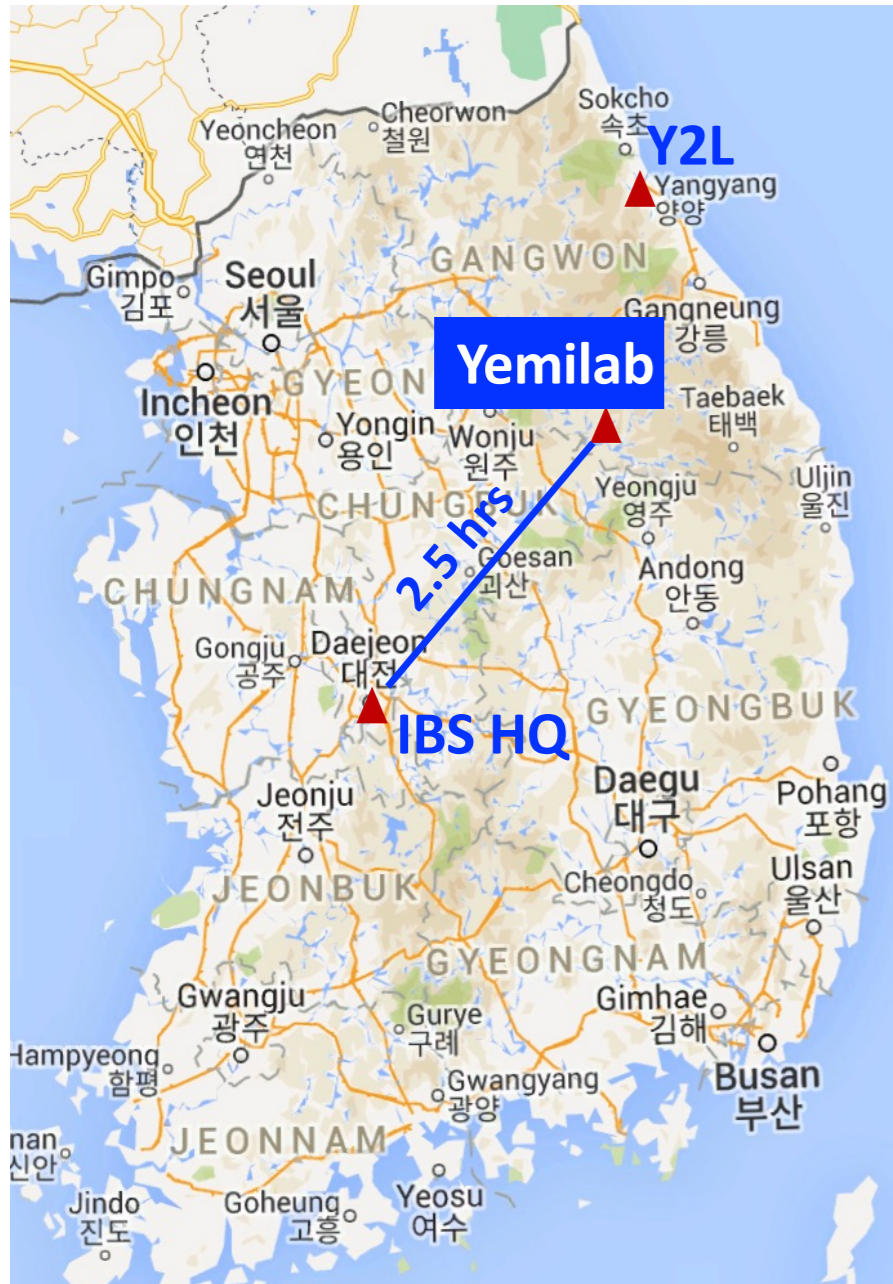 Sokcho
속초
Cheorwon
철원
Yeoncheon
연천
Y2L
Yangyang
양양
GANGWON
Gimpo
김포
Seoul
서울
Gangneung
강릉
Yemilab
GYEON
Incheon
인천
Taebaek
태백
Yongin
용인
Wonju
원주
Uljin
울진
Yeongju
영주
CHUNGBUK
2.5 hrs
Goesan
괴산
Andong
안동
CHUNGNAM
Gongju
공주
Daejeon
대전
GYEONGBUK
IBS HQ
Daegu
대구
Pohang
포항
Jeonju
전주
Ulsan
울산
JEONBUK
Cheongdo
청도
GYEONGNAM
Gwangju
광주
Gimhae
김해
Gurye
구례
Hampyeong
함평
Gwangyang
광양
Busan
부산
JEONNAM
nan
신안
Jindo
진도
Goheung
고흥
Yeosu
여수